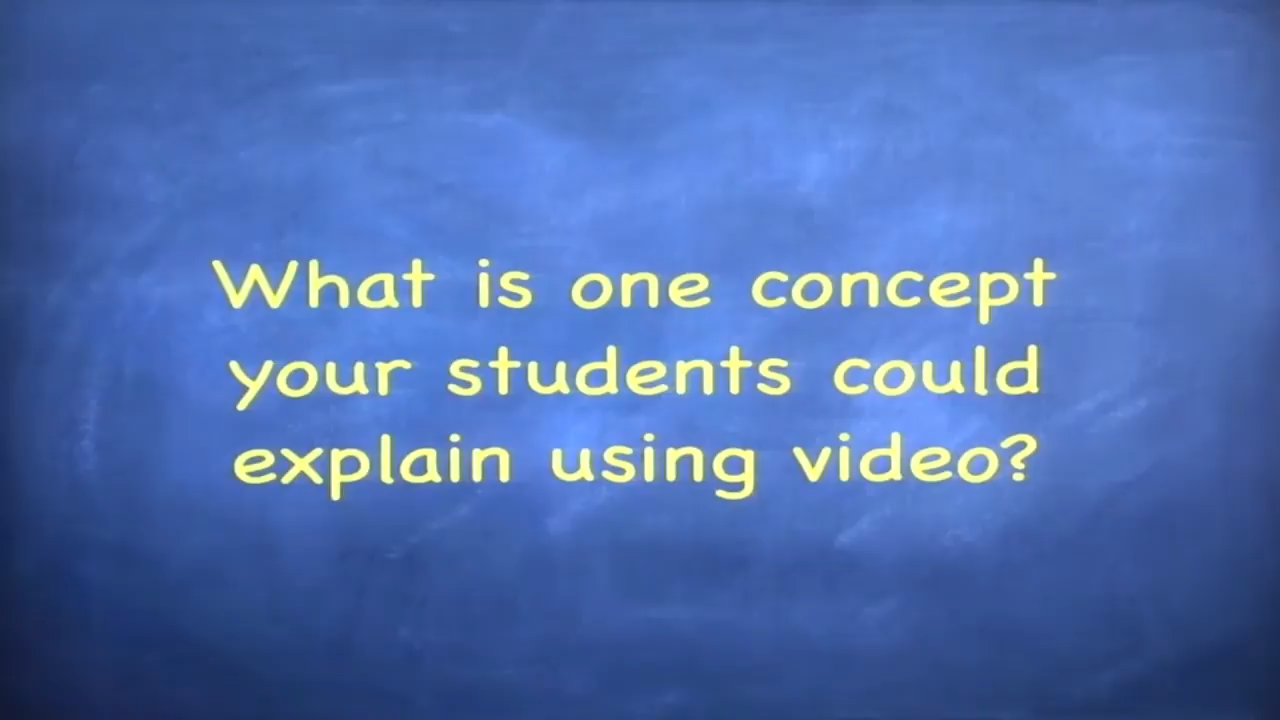 What is one concept
your students could
explain using video?